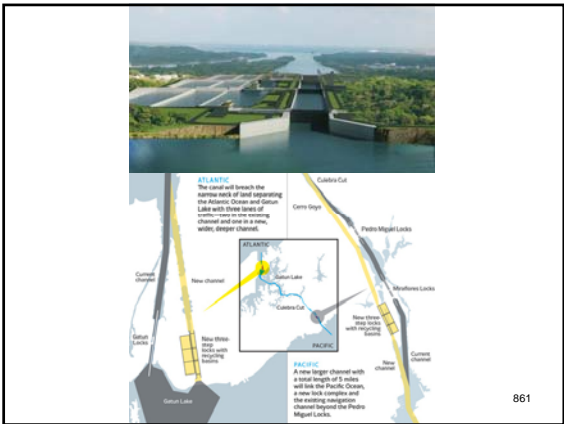 ATLANTIC
The canal will breach the
narrow neck of land separating
the Atlantic Ocean and Gatun
Lake with three lanes of
traffic—two in the existing
channel and one in a new,
wider, deeper channel.
Culebra Cut
Cerro Goyo
Pedro Miguel Locks
ATLANTIC
Gatun Lake
Culebra Cut
PACIFIC
Current
channel
New channel
Miraflores Locks
Gatun
Locks
New three-
step
locks with
recycling
basins
New three-
step locks
with recycling
basins
New
channel
Current
channel
Gatun Lake
PACIFIC
A new larger channel with
a total length of 5 miles
will link the Pacific Ocean,
a new lock complex and
the existing navigation
channel beyond the Pedro
Miguel Locks.
861